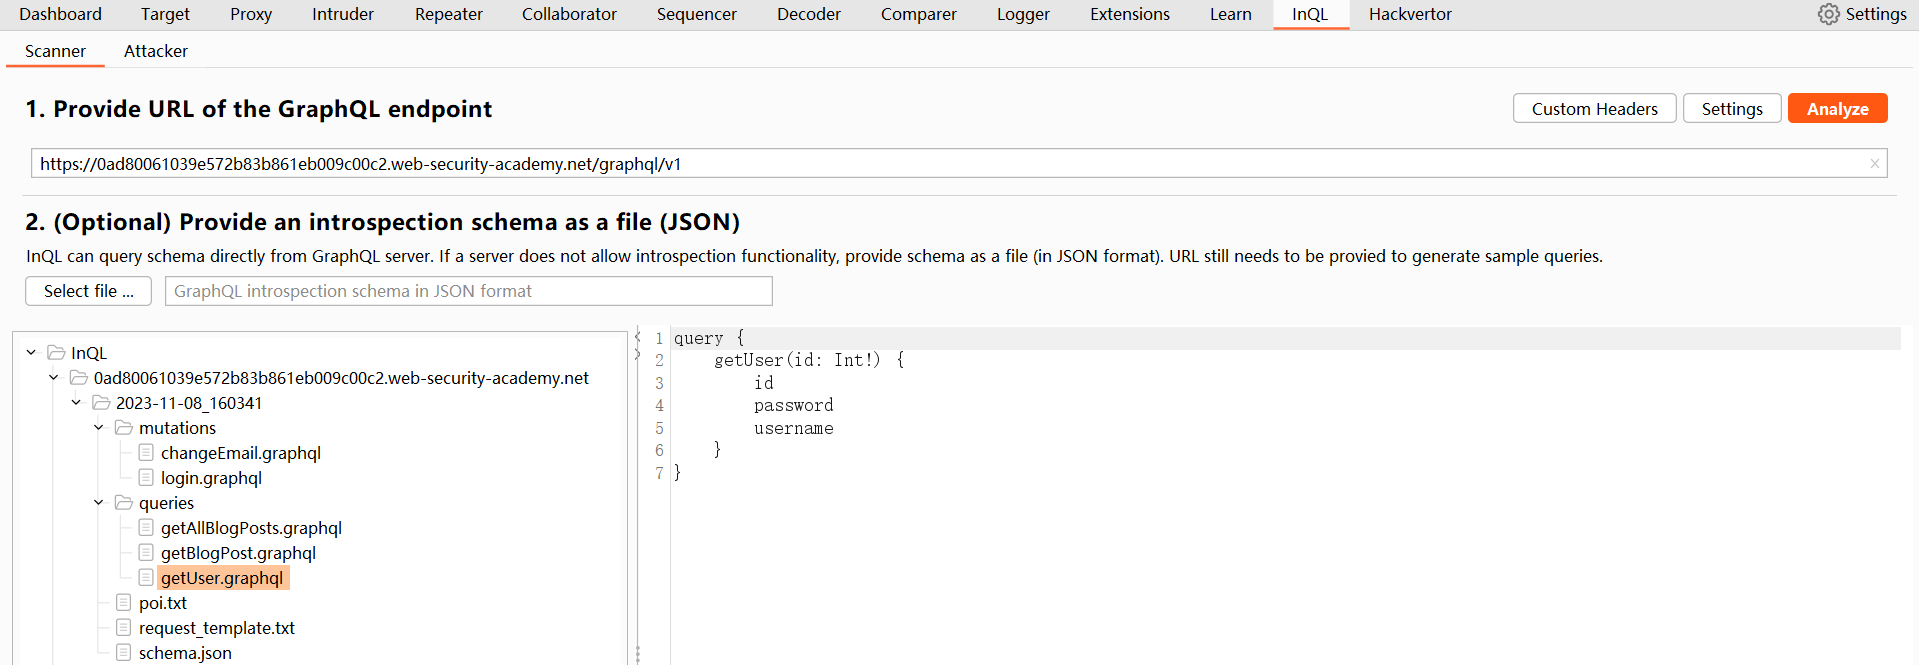 Dashboard Target Proxy Intruder Repeater Collaborator Sequencer Decoder Comparer Logger Extensions Learn InQL Hackvertor Settings
Scanner Attacker
1. Provide URL of the GraphQL endpoint
Custom Headers Settings Analyze
https://0ad80061039e572b83b861eb009c00c2.web-security-academy.net/graphql/v1
2. (Optional) Provide an introspection schema as a file (JSON)
InQL can query schema directly from GraphQL server. If a server does not allow introspection functionality, provide schema as a file (in JSON format). URL still needs to be provied to generate sample queries.
Select file ... GraphQL introspection schema in JSON format
InQL
0ad80061039e572b83b861eb009c00c2.web-security-academy.net
2023-11-08_160341
mutations
changeEmail.graphql
login.graphql
queries
getAllBlogPosts.graphql
getBlogPost.graphql
getUser.graphql
poi.txt
request_template.txt
schema.json
1 query {
2 getUser(id: Int!) {
3 id
4 password
5 username
6 }
7 }